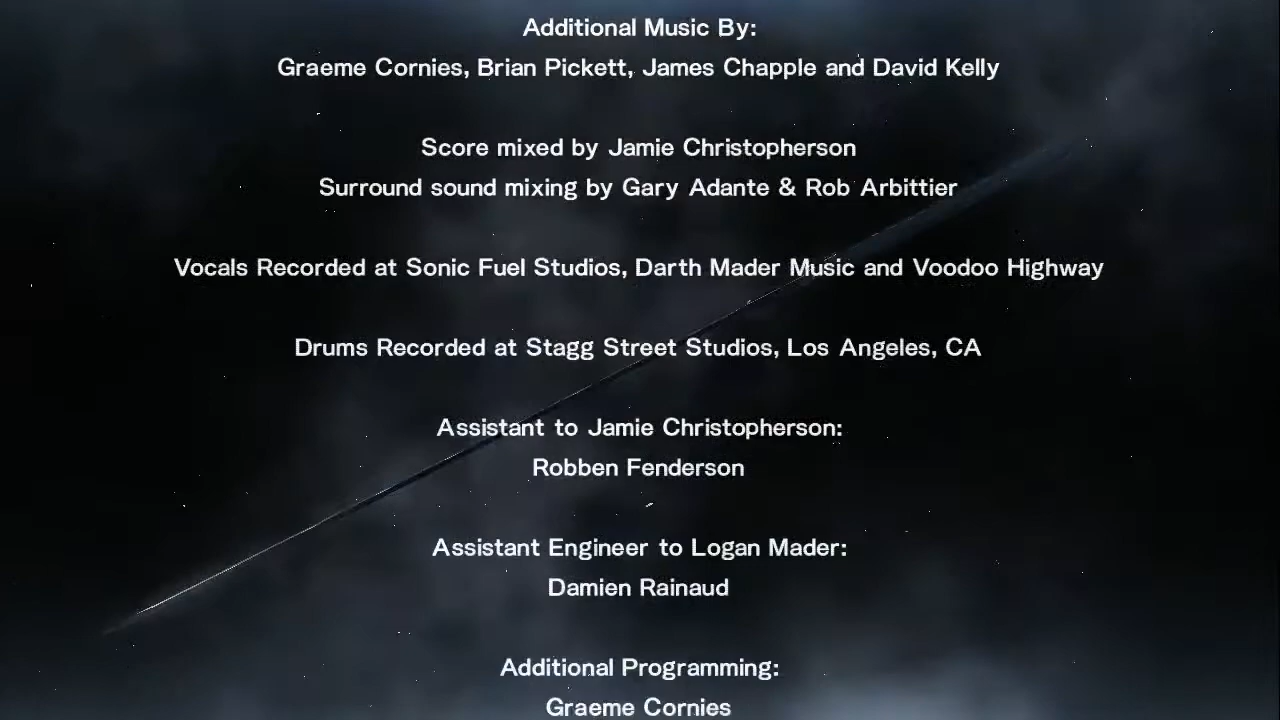 Additional Music By:
Graeme Cornies, Brian Pickett, James Chapple and David Kelly
Score mixed by Jamie Christopherson
Surround sound mixing by Gary Adante & Rob Arbittier
Vocals Recorded at Sonic Fuel Studios, Darth Mader Music and Voodoo Highway
Drums Recorded at Stagg Street Studios, Los Angeles, CA
Assistant to Jamie Christopherson:
Robben Fenderson
Assistant Engineer to Logan Mader:
Damien Rainaud
Additional Programming:
Graeme Cornies